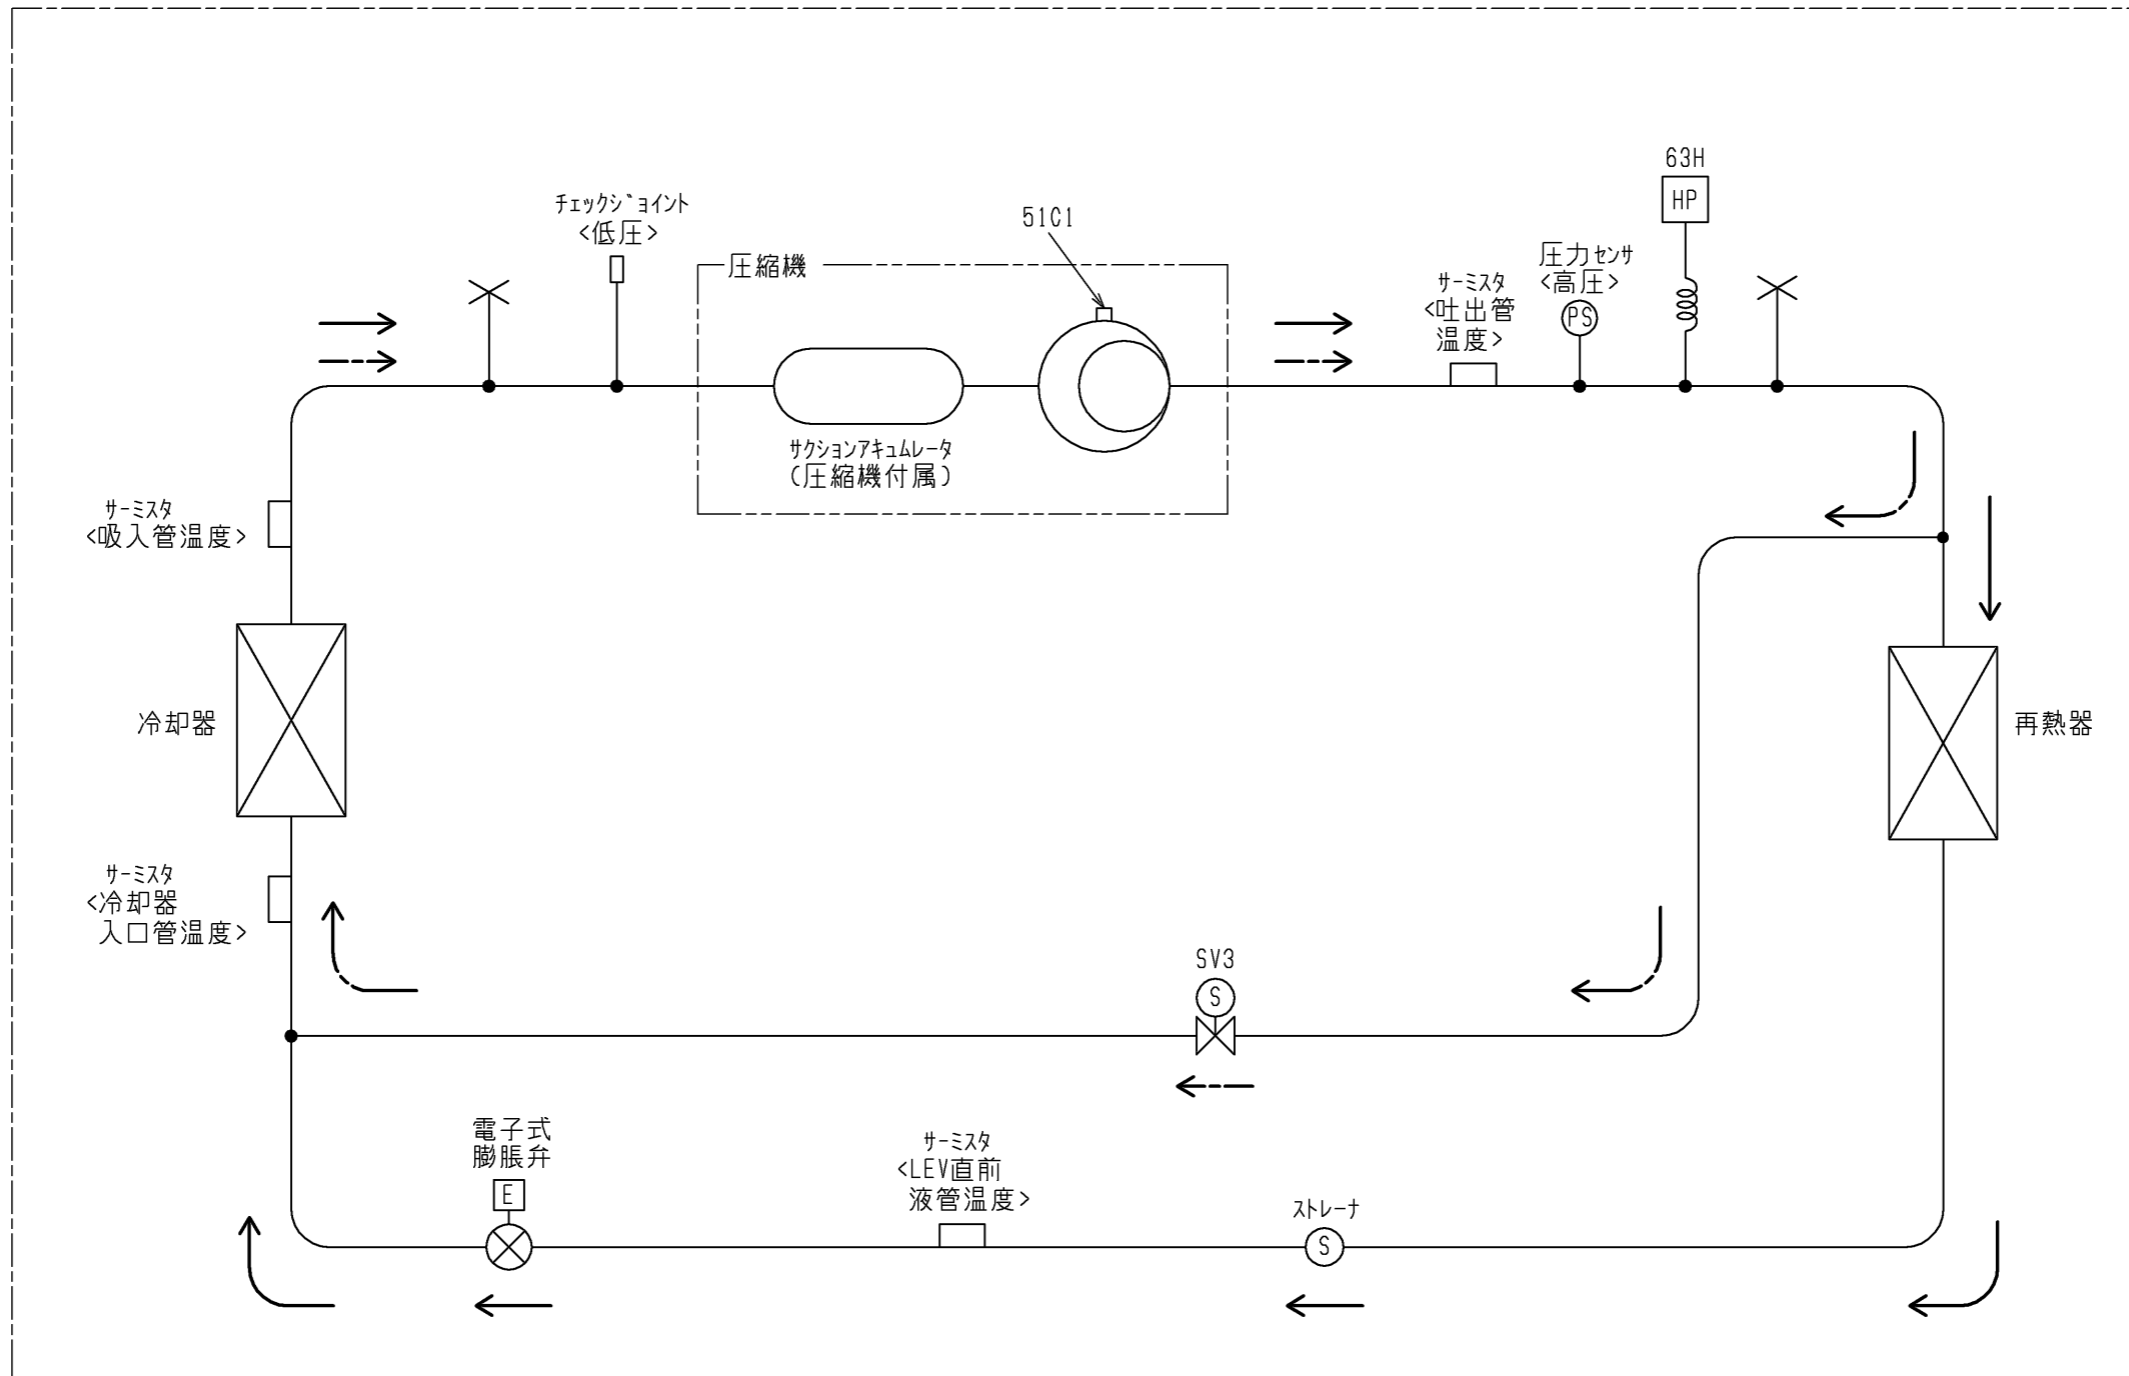 63H
HP
チェックジョイント
<低圧>
51C1
圧縮機
圧力センサ
<高圧>
PS
サーミスタ
<吐出管
温度>
サクションアキュムレータ
(圧縮機付属)
サーミスタ
<吸入管温度>
冷却器
再熱器
サーミスタ
<冷却器
入口管温度>
SV3
S
電子式
膨脹弁
E
サーミスタ
<LEV直前
液管温度>
ストレーナ
S